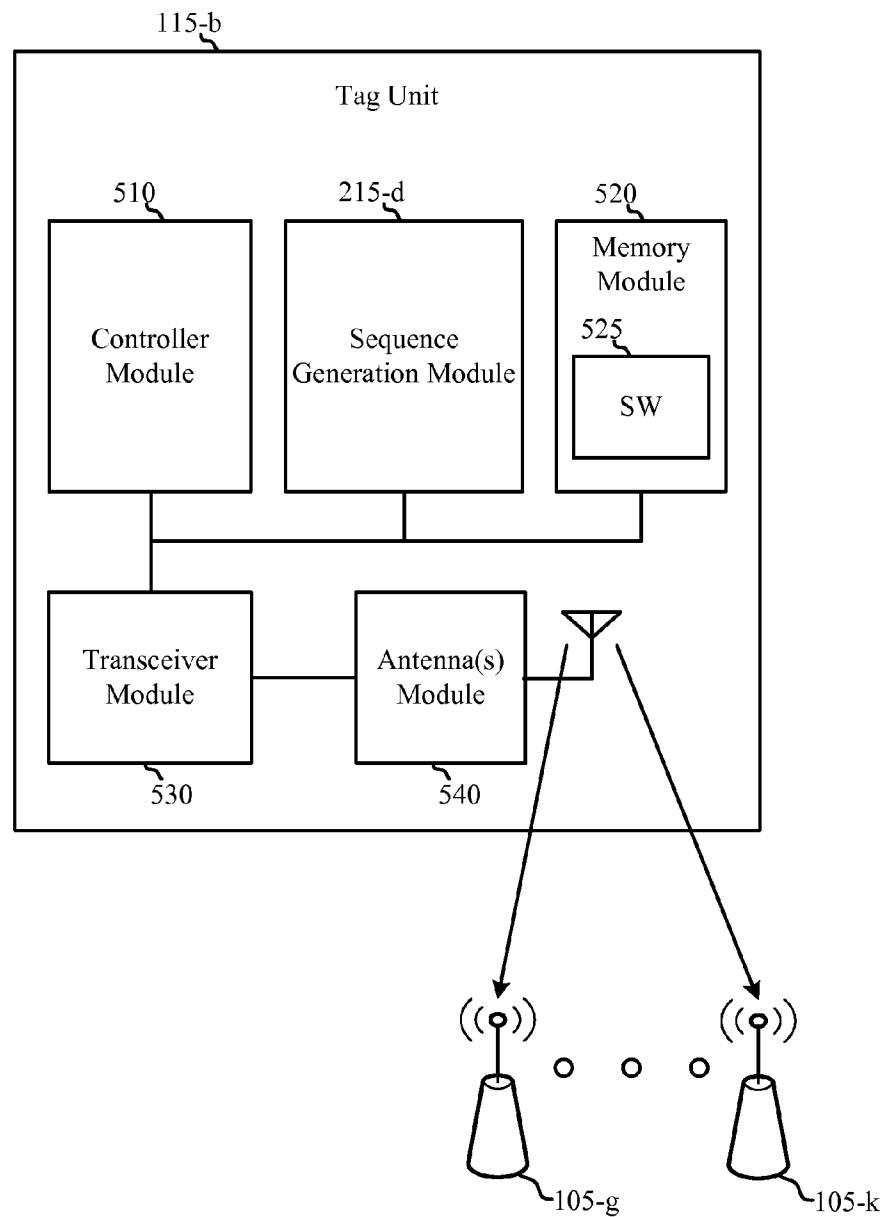 115-b
Tag Unit
510
215-d
520
Controller
Module
Sequence
Generation Module
Memory
Module
525
SW
Transceiver
Module
Antenna(s)
Module
530
540
105-g
105-k